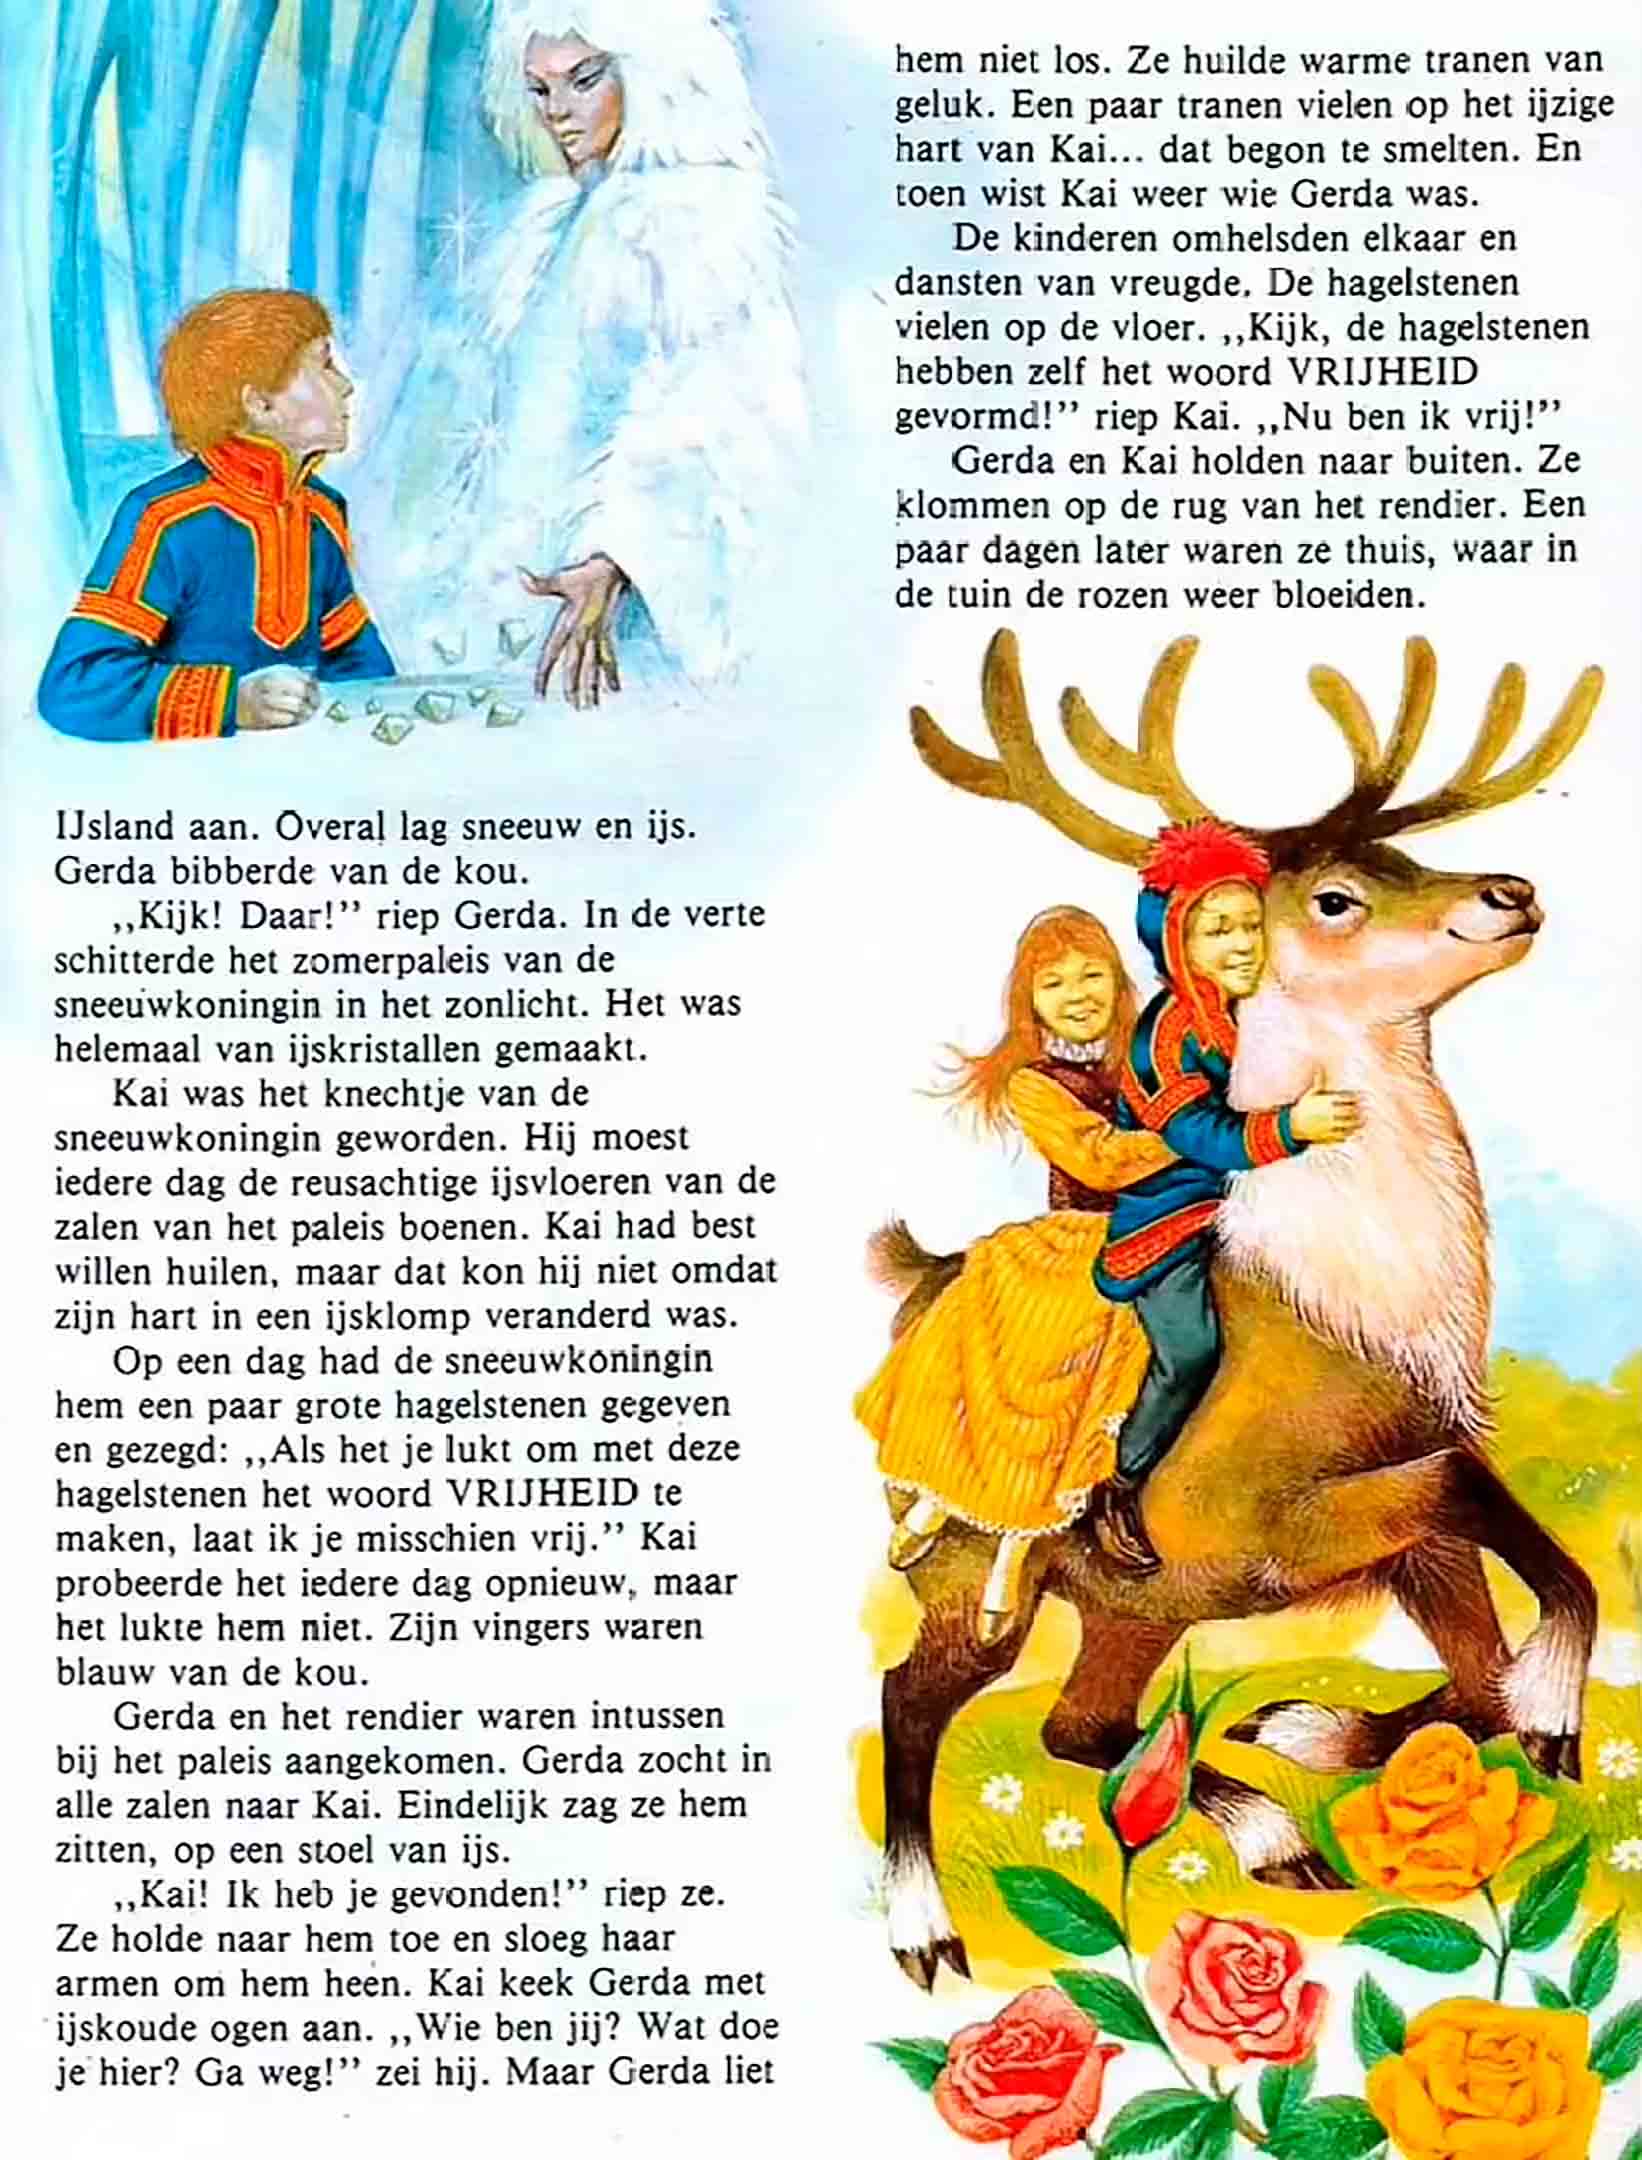 IJsland aan. Overal lag sneeuw en ijs.
Gerda bibberde van de kou.
,,Kijk! Daar!” riep Gerda. In de verte
schitterde het zomerpaleis van de
sneeuwkoningin in het zonlicht. Het was
helemaal van ijskristallen gemaakt.
Kai was het knechtje van de
sneeuwkoningin geworden. Hij moest
iedere dag de reusachtige ijsvloeren van de
zalen van het paleis boenen. Kai had best
willen huilen, maar dat kon hij niet omdat
zijn hart in een ijsklomp veranderd was.
Op een dag had de sneeuwkoningin
hem een paar grote hagelstenen gegeven
en gezegd: ,,Als het je lukt om met deze
hagelstenen het woord VRIJHEID te
maken, laat ik je misschien vrij.” Kai
probeerde het iedere dag opnieuw, maar
het lukte hem niet. Zijn vingers waren
blauw van de kou.
Gerda en het rendier waren intussen
bij het paleis aangekomen. Gerda zocht in
alle zalen naar Kai. Eindelijk zag ze hem
zitten, op een stoel van ijs.
,,Kai! Ik heb je gevonden!” riep ze.
Ze holde naar hem toe en sloeg haar
armen om hem heen. Kai keek Gerda met
ijskoude ogen aan. ,,Wie ben jij? Wat doe
je hier? Ga weg!” zei hij. Maar Gerda liet
hem niet los. Ze huilde warme tranen van
geluk. Een paar tranen vielen op het ijzige
hart van Kai... dat begon te smelten. En
toen wist Kai weer wie Gerda was.
De kinderen omhelsden elkaar en
dansten van vreugde. De hagelstenen
vielen op de vloer. ,,Kijk, de hagelstenen
hebben zelf het woord VRIJHEID
gevormd!” riep Kai. ,,Nu ben ik vrij!”
Gerda en Kai holden naar buiten. Ze
klommen op de rug van het rendier. Een
paar dagen later waren ze thuis, waar in
de tuin de rozen weer bloeiden.